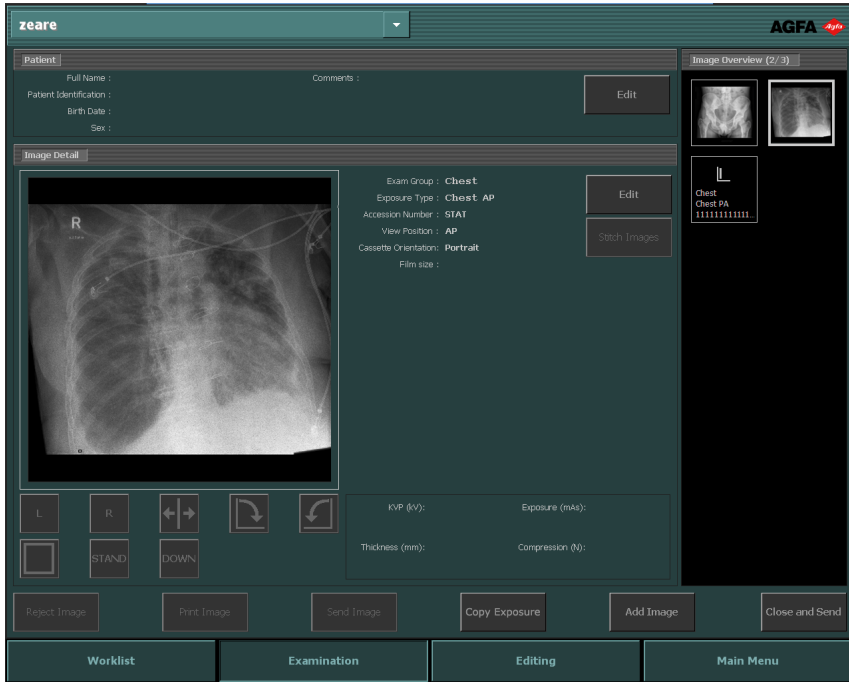 zeare
AGFA Agfa
Patient
Full Name :
Comments :
Patient Identification :
Birth Date :
Sex :
Edit
Image Overview (2/3)
Image Detail
R
Exam Group : Chest
Exposure Type : Chest AP
Accession Number : STAT
View Position : AP
Cassette Orientation: Portrait
Film size :
Edit
Stitch Images
L
Chest
Chest PA
111111111111...
L
R
STAND
DOWN
KVP (kV):
Exposure (mAs):
Thickness (mm):
Compression (N):
Reject Image
Print Image
Send Image
Copy Exposure
Add Image
Close and Send
Worklist
Examination
Editing
Main Menu